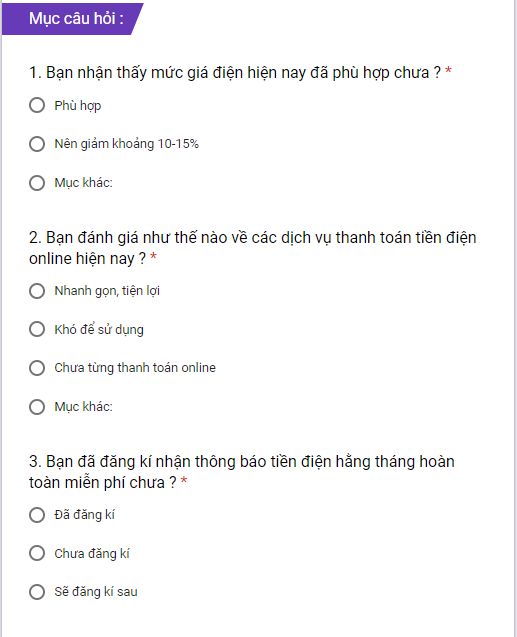 Mục câu hỏi :
1. Bạn nhận thấy mức giá điện hiện nay đã phù hợp chưa ? *
Phù hợp
Nên giảm khoảng 10-15%
Mục khác:
2. Bạn đánh giá như thế nào về các dịch vụ thanh toán tiền điện
online hiện nay ? *
Nhanh gọn, tiện lợi
Khó để sử dụng
Chưa từng thanh toán online
Mục khác:
3. Bạn đã đăng kí nhận thông báo tiền điện hằng tháng hoàn
toàn miễn phí chưa ? *
Đã đăng kí
Chưa đăng kí
Sẽ đăng kí sau